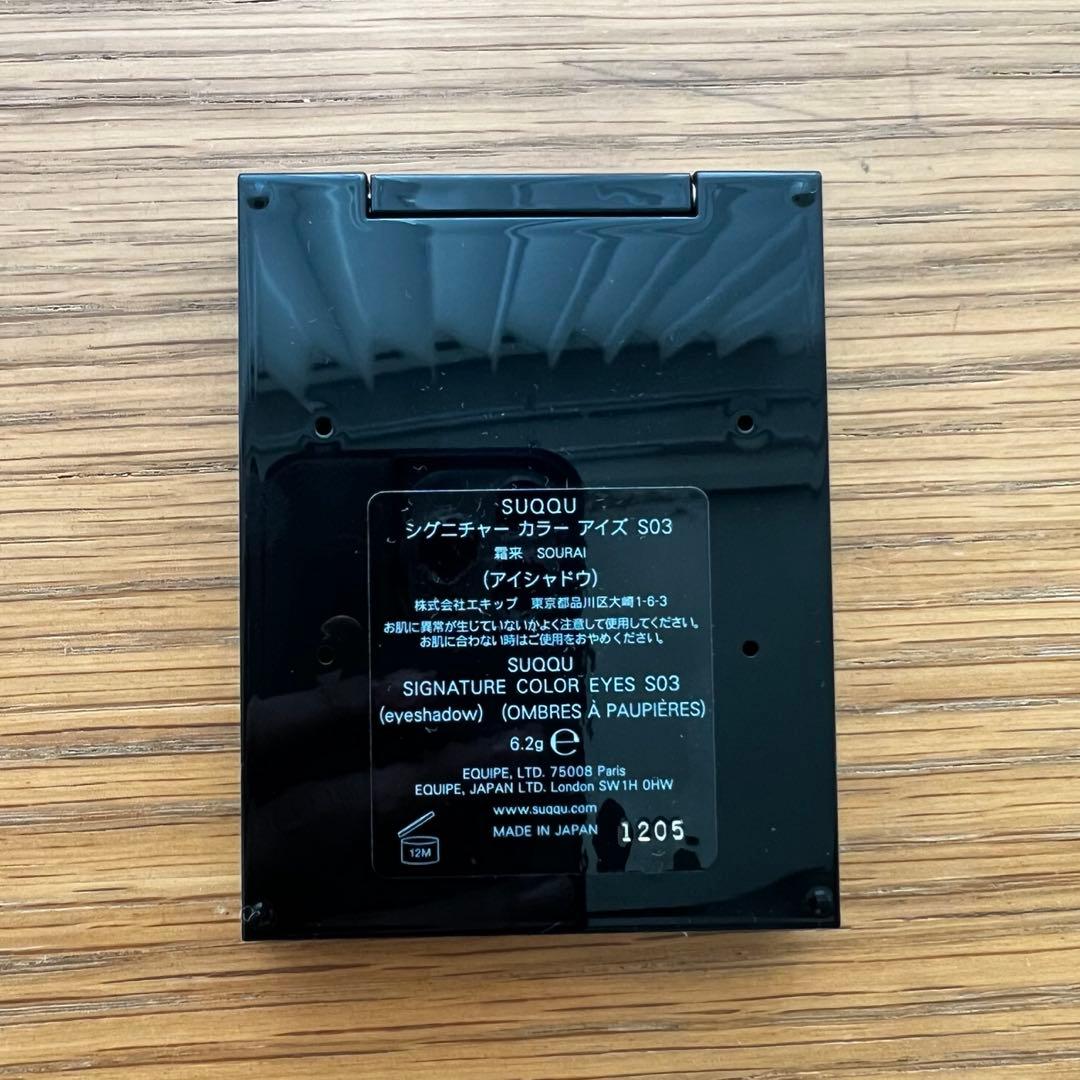 SUQQU
シグニチャー カラー アイズ S03
霜来 SOURAI
(アイシャドウ)
株式会社エキップ 東京都品川区大崎1-6-3
お肌に異常が生じていないかよく注意して使用してください。
お肌に合わない時はご使用をおやめください。
SUQQU
SIGNATURE COLOR EYES S03
(eyeshadow) (OMBRES À PAUPIÈRES)
6.2g ℮
EQUIPE, LTD. 75008 Paris
EQUIPE, JAPAN LTD. London SW1H 0HW
www.suqqu.com
MADE IN JAPAN 1205
12M